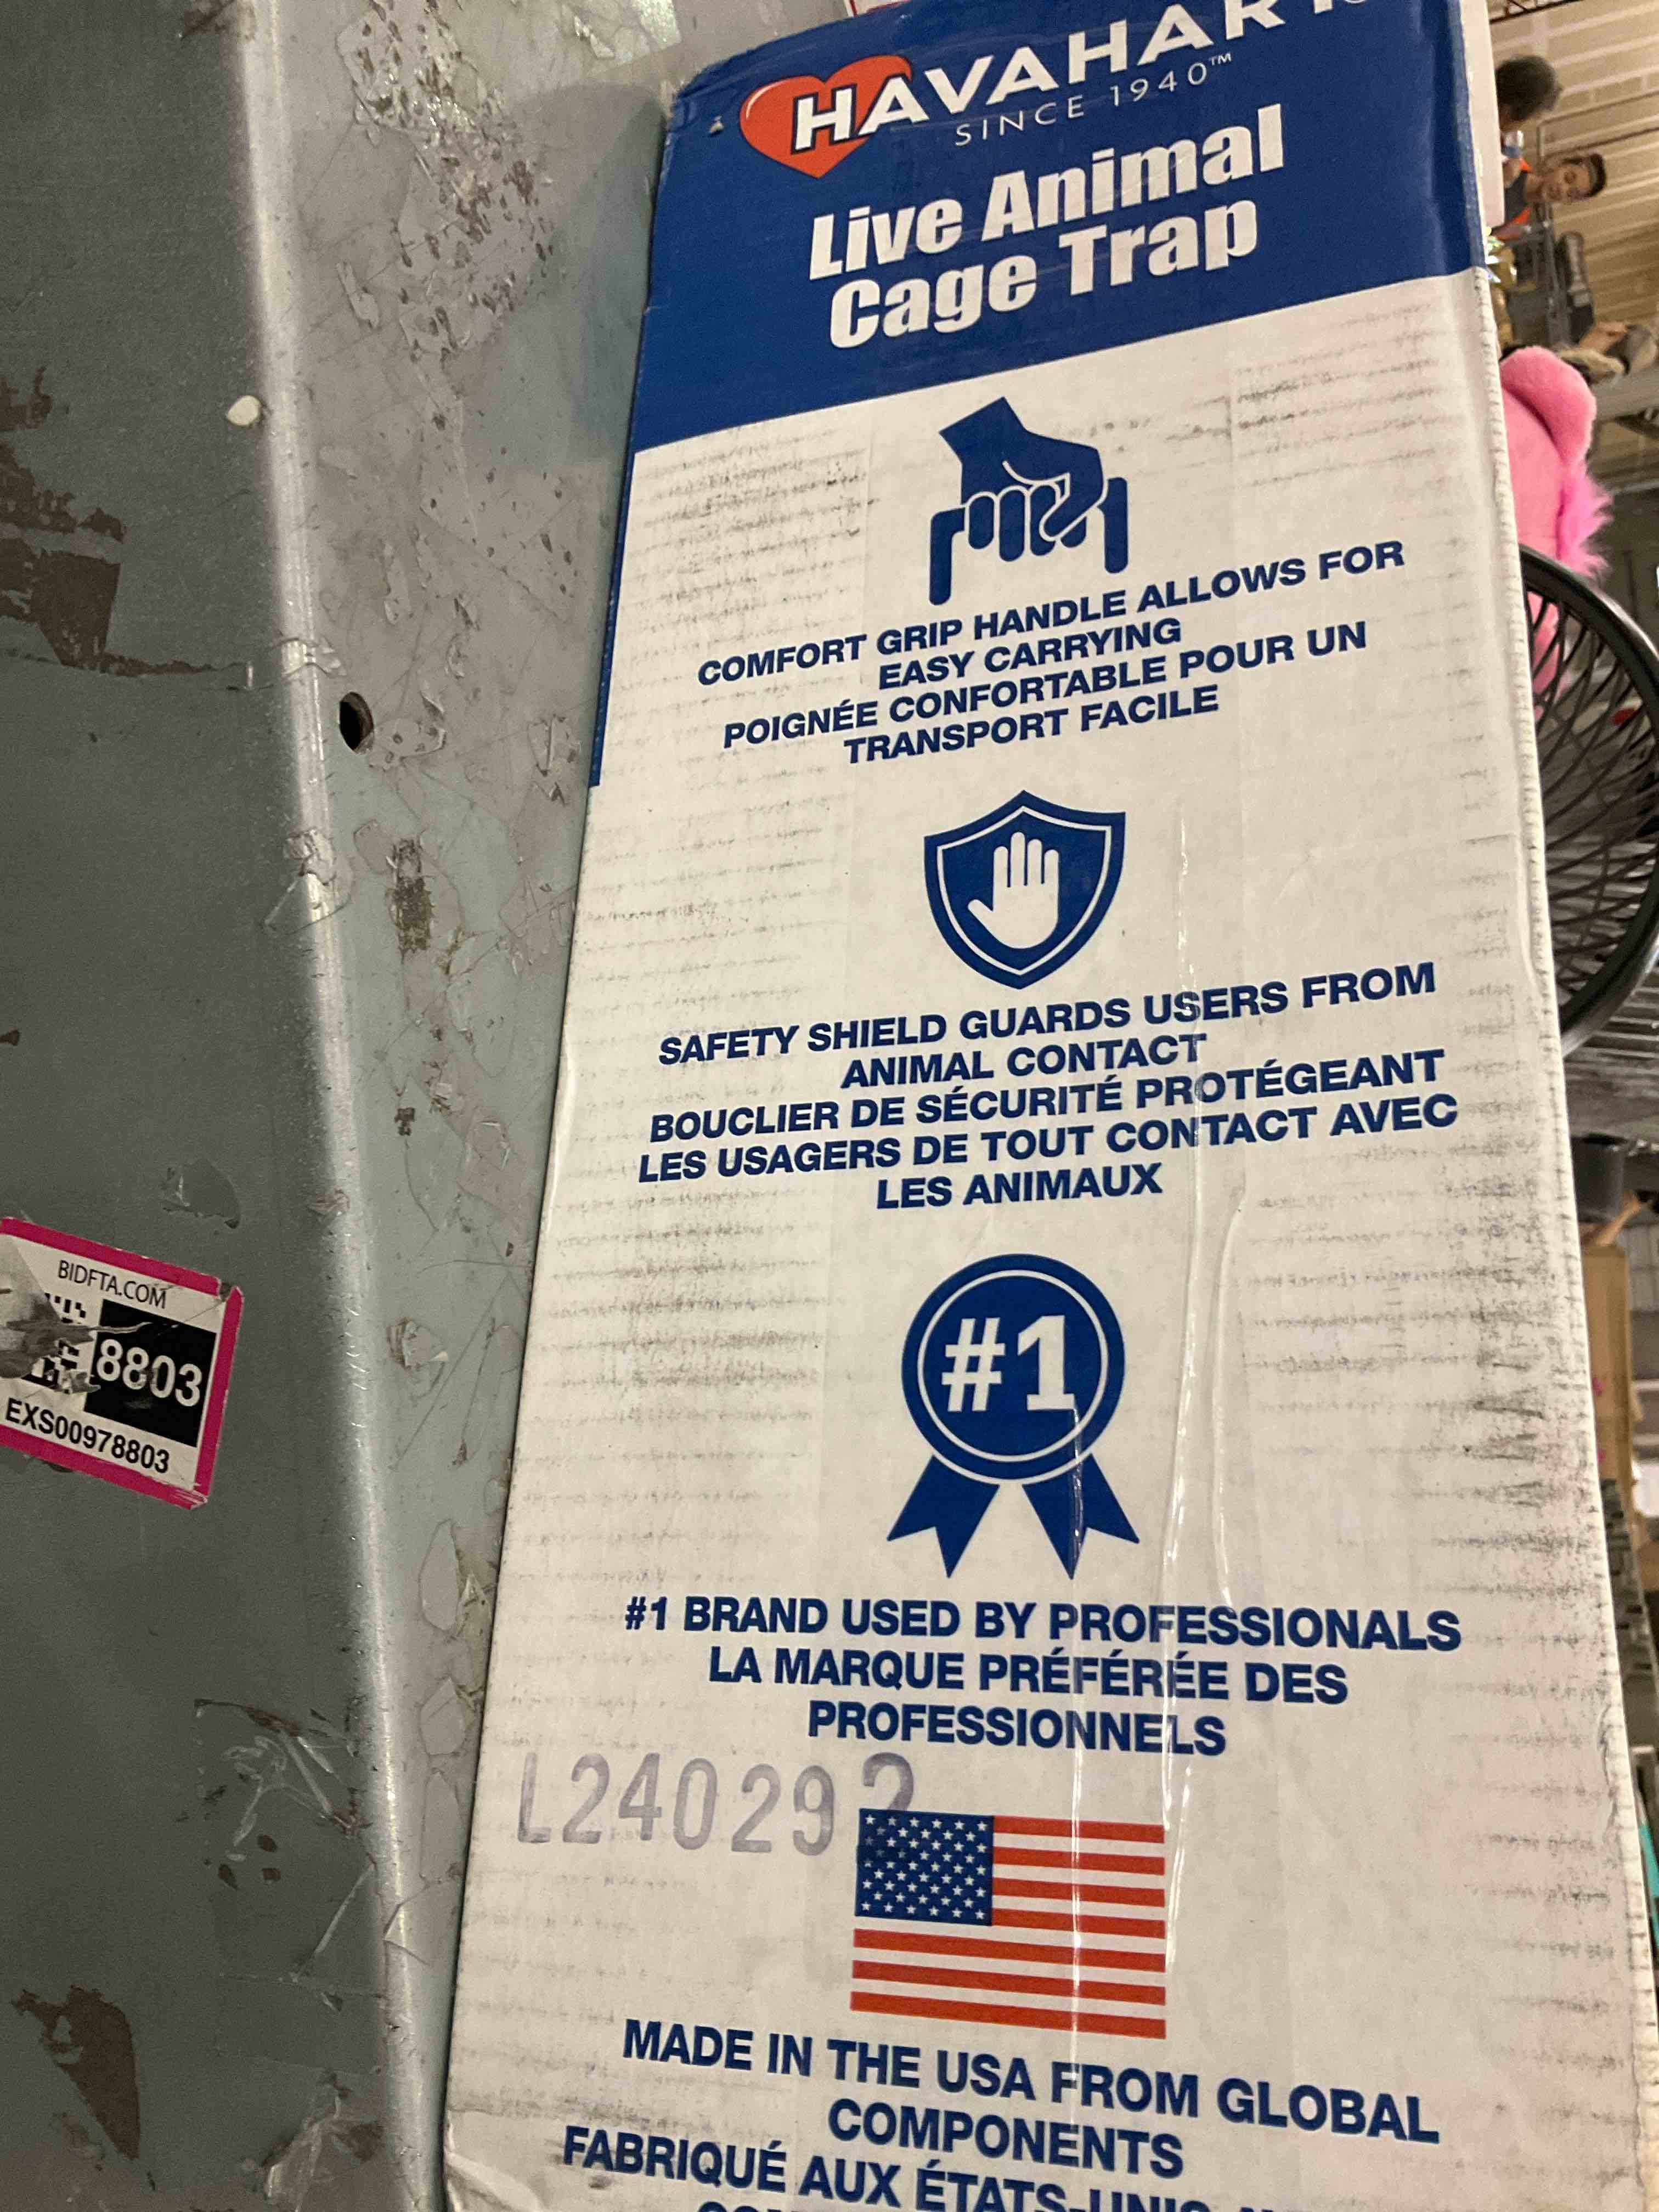 HAVAHART
SINCE 1940™
Live Animal
Cage Trap
COMFORT GRIP HANDLE ALLOWS FOR
EASY CARRYING
POIGNÉE CONFORTABLE POUR UN
TRANSPORT FACILE
SAFETY SHIELD GUARDS USERS FROM
ANIMAL CONTACT
BOUCLIER DE SÉCURITÉ PROTÉGEANT
LES USAGERS DE TOUT CONTACT AVEC
LES ANIMAUX
#1
#1 BRAND USED BY PROFESSIONALS
LA MARQUE PRÉFÉRÉE DES
PROFESSIONNELS
L240292
MADE IN THE USA FROM GLOBAL
COMPONENTS
FABRIQUÉ AUX ÉTATS-UNIS
BIDFTA.COM
8803
EXS00978803